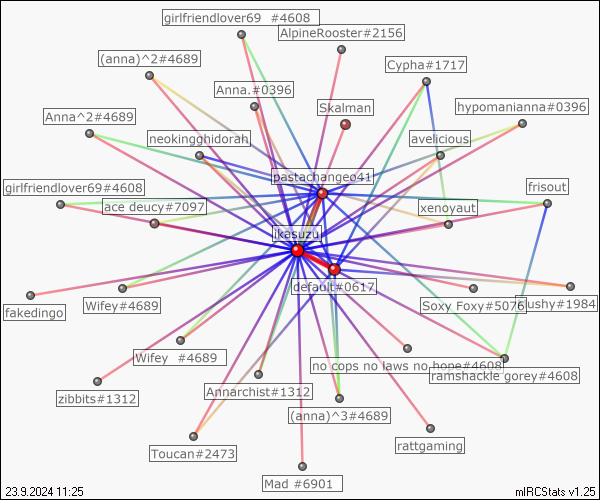 girlfriendlover69  #4608
AlpineRooster#2156
(anna)^2#4689
Cypha#1717
Anna.#0396
Skalman
hypomanianna#0396
Anna^2#4689
neokingghidorah
avelicious
pastachangeo41
girlfriendlover69#4608
frisout
ace deucy#7097
xenoyaut
ikasuzu
default#0617
fakedingo
Wifey#4689
Soxy Foxy#5076
ushy#1984
Wifey  #4689
no cops no laws no hope#4608
ramshackle gorey#4608
zibbits#1312
Annarchist#1312
(anna)^3#4689
Toucan#2473
rattgaming
Mad #6901
23.9.2024 11:25
mIRCStats v1.25